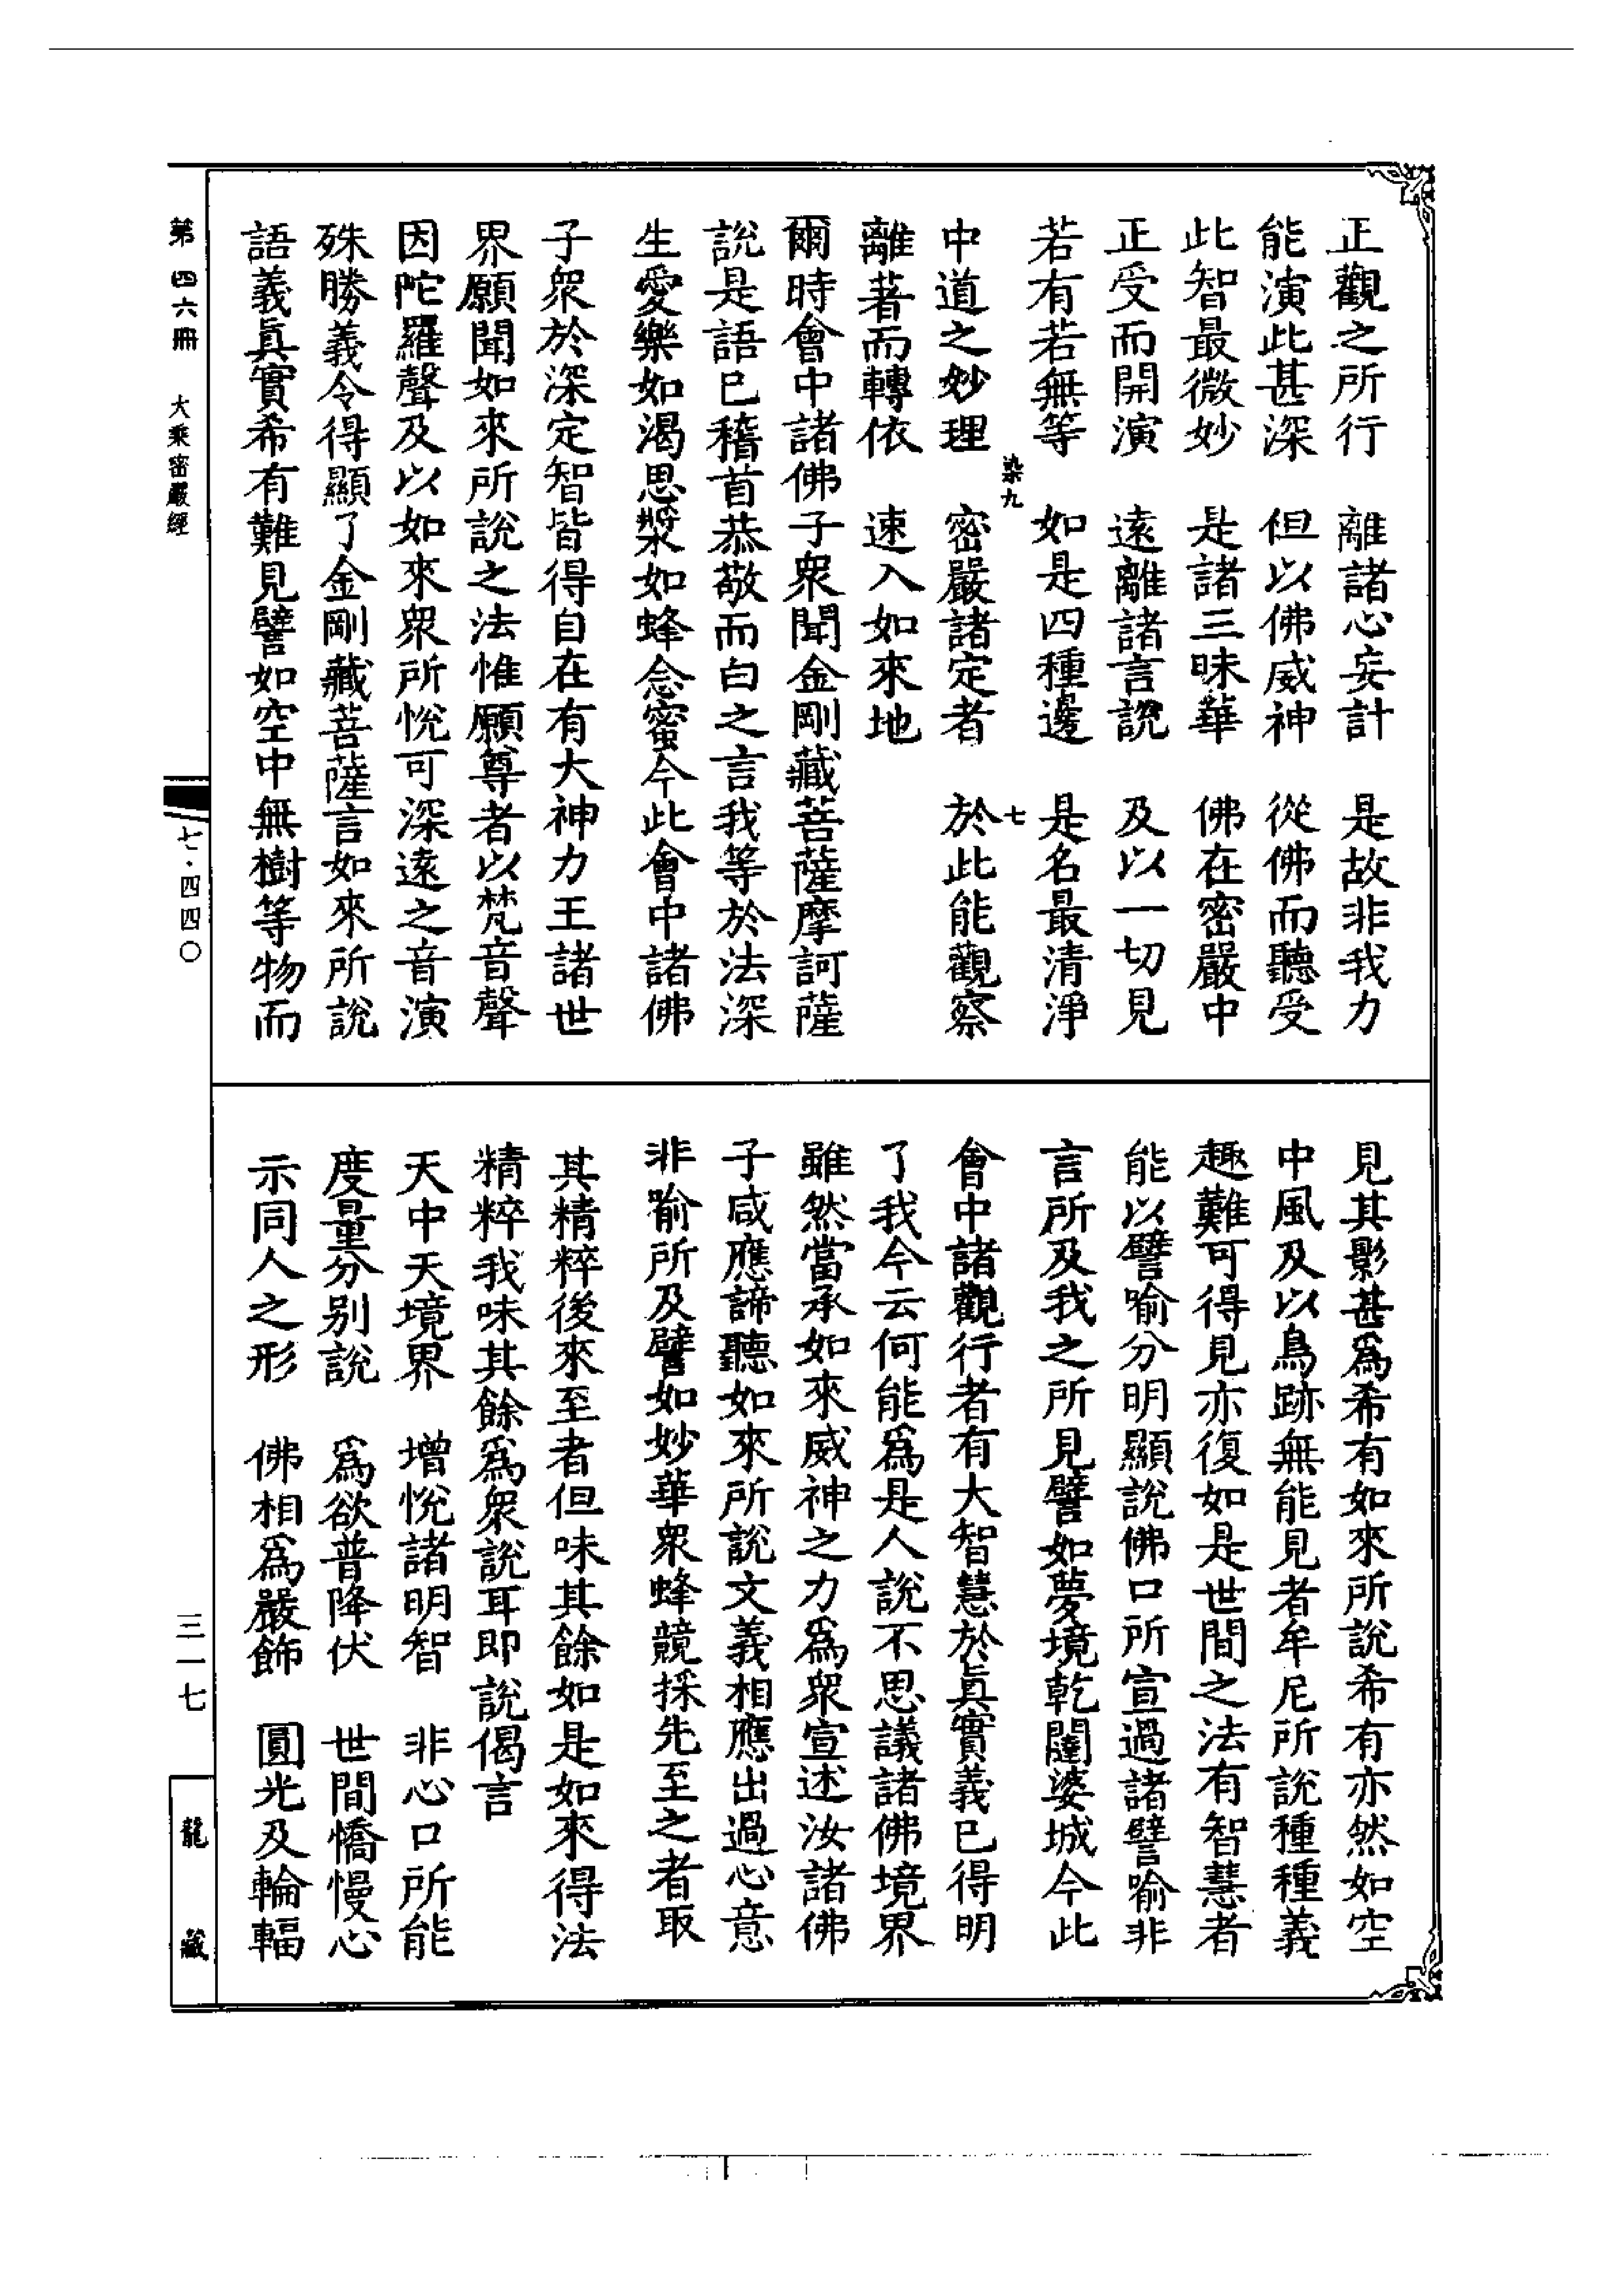 正觀之所行　離諸心妄計　是故非我力
能演此甚深　但以佛威神　從佛而聽受
此智最微妙　是諸三昧華　佛在密嚴中
正受而開演　遠離諸言說　及以一切見
若有若無等　如是四種邊　是名最清淨
染九　七
中道之妙理　密嚴諸定者　於此能觀察
離著而轉依　速入如來地
爾時會中諸佛子眾聞金剛藏菩薩摩訶薩
說是語已稽首恭敬而白之言我等於法深
生愛樂如渴思漿如蜂念蜜今此會中諸佛
子眾於深定智皆得自在有大神力王諸世
界願聞如來所說之法惟願尊者以梵音聲
因陀羅聲及以如來眾所悅可深遠之音演
殊勝義令得顯了金剛藏菩薩言如來所說
語義眞實希有難見譬如空中無樹等物而
見其影甚爲希有如來所說希有亦然如空
中風及以鳥跡無能見者牟尼所說種種義
趣難可得見亦復如是世間之法有智慧者
能以譬喻分明顯說佛口所宣過諸譬喻非
言所及我之所見譬如夢境乾闥婆城今此
會中諸觀行者有大智慧於眞實義已得明
了我今云何能爲是人說不思議諸佛境界
雖然當承如來威神之力爲眾宣述汝諸佛
子咸應諦聽如來所說文義相應出過心意
非喻所及譬如妙華眾蜂競採先至之者取
其精粹後來至者但味其餘如是如來得法
精粹我味其餘爲眾說耳即說偈言
天中天境界　增悅諸明智　非心口所能
度量分別說　爲欲普降伏　世間憍慢心
示同人之形　佛相爲嚴飾　圓光及輪輻
第四六冊　大乘密嚴經
七·四四〇
三一七
龍藏